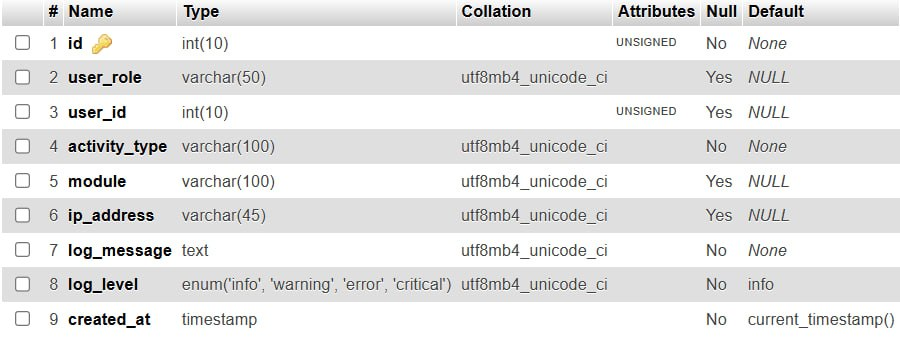 # Name Type Collation Attributes Null Default
1 id int(10) UNSIGNED No None
2 user_role varchar(50) utf8mb4_unicode_ci Yes NULL
3 user_id int(10) UNSIGNED Yes NULL
4 activity_type varchar(100) utf8mb4_unicode_ci No None
5 module varchar(100) utf8mb4_unicode_ci Yes NULL
6 ip_address varchar(45) utf8mb4_unicode_ci Yes NULL
7 log_message text utf8mb4_unicode_ci No None
8 log_level enum('info', 'warning', 'error', 'critical') utf8mb4_unicode_ci No info
9 created_at timestamp No current_timestamp()